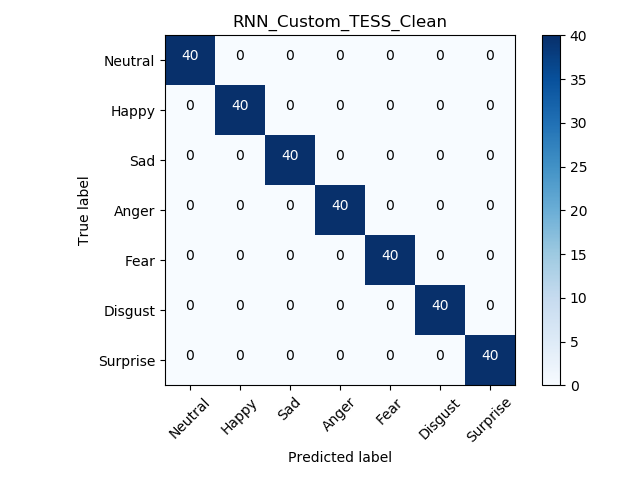 RNN_Custom_TESS_Clean
Neutral 40 0 0 0 0 0 0
Happy 0 40 0 0 0 0 0
Sad 0 0 40 0 0 0 0
Anger 0 0 0 40 0 0 0
Fear 0 0 0 0 40 0 0
Disgust 0 0 0 0 0 40 0
Surprise 0 0 0 0 0 0 40
True label
Neutral Happy Sad Anger Fear Disgust Surprise
Predicted label
40
35
30
25
20
15
10
5
0